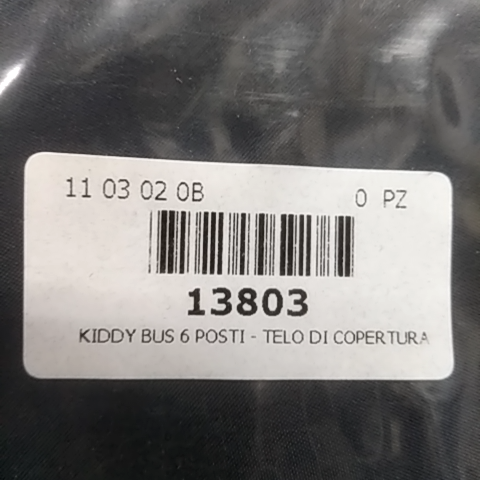 11 03 02 0B 0 PZ
13803
KIDDY BUS 6 POSTI - TELO DI COPERTURA